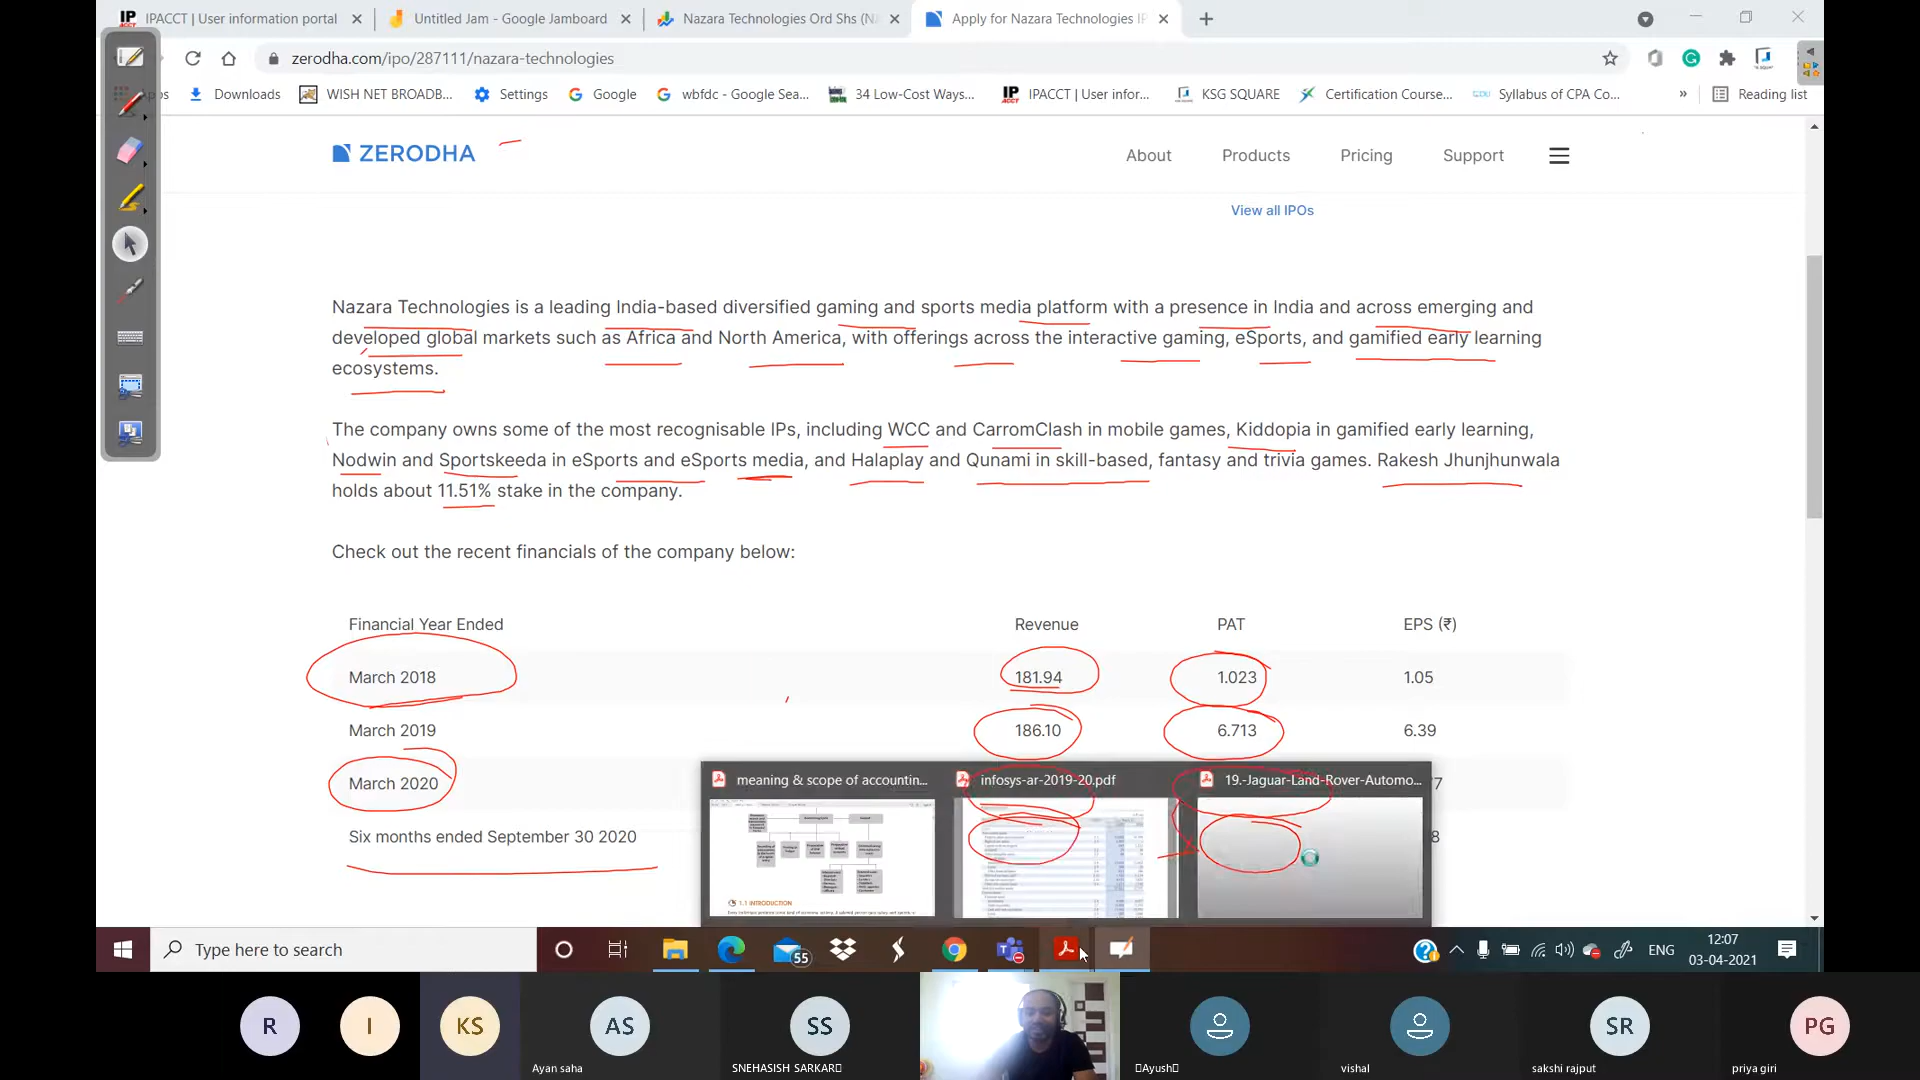 IPACCT | User information portal
Untitled Jam - Google Jamboard
Nazara Technologies Ord Shs (N
Apply for Nazara Technologies IP
zerodha.com/ipo/287111/nazara-technologies
ps
Downloads
WISH NET BROADB...
Settings
Google
wbfdc - Google Sea...
34 Low-Cost Ways...
IPACCT | User infor...
KSG SQUARE
Certification Course...
Syllabus of CPA Co...
»
Reading list
ZERODHA
About
Products
Pricing
Support
View all IPOs
Nazara Technologies is a leading India-based diversified gaming and sports media platform with a presence in India and across emerging and
developed global markets such as Africa and North America, with offerings across the interactive gaming, eSports, and gamified early learning
ecosystems.
The company owns some of the most recognisable IPs, including WCC and CarromClash in mobile games, Kiddopia in gamified early learning,
Nodwin and Sportskeeda in eSports and eSports media, and Halaplay and Qunami in skill-based, fantasy and trivia games. Rakesh Jhunjhunwala
holds about 11.51% stake in the company.
Check out the recent financials of the company below:
Financial Year Ended Revenue PAT EPS (₹)
March 2018 181.94 1.023 1.05
March 2019 186.10 6.713 6.39
March 2020 7
Six months ended September 30 2020 8
meaning & scope of accountin...
infosys-ar-2019-20.pdf
19.-Jaguar-Land-Rover-Automo...
1.1 INTRODUCTION
Type here to search
55
ENG
12:07
03-04-2021
R
I
KS
AS
SS
SR
PG
Ayan saha
SNEHASISH SARKAR
Ayush
vishal
sakshi rajput
priya giri